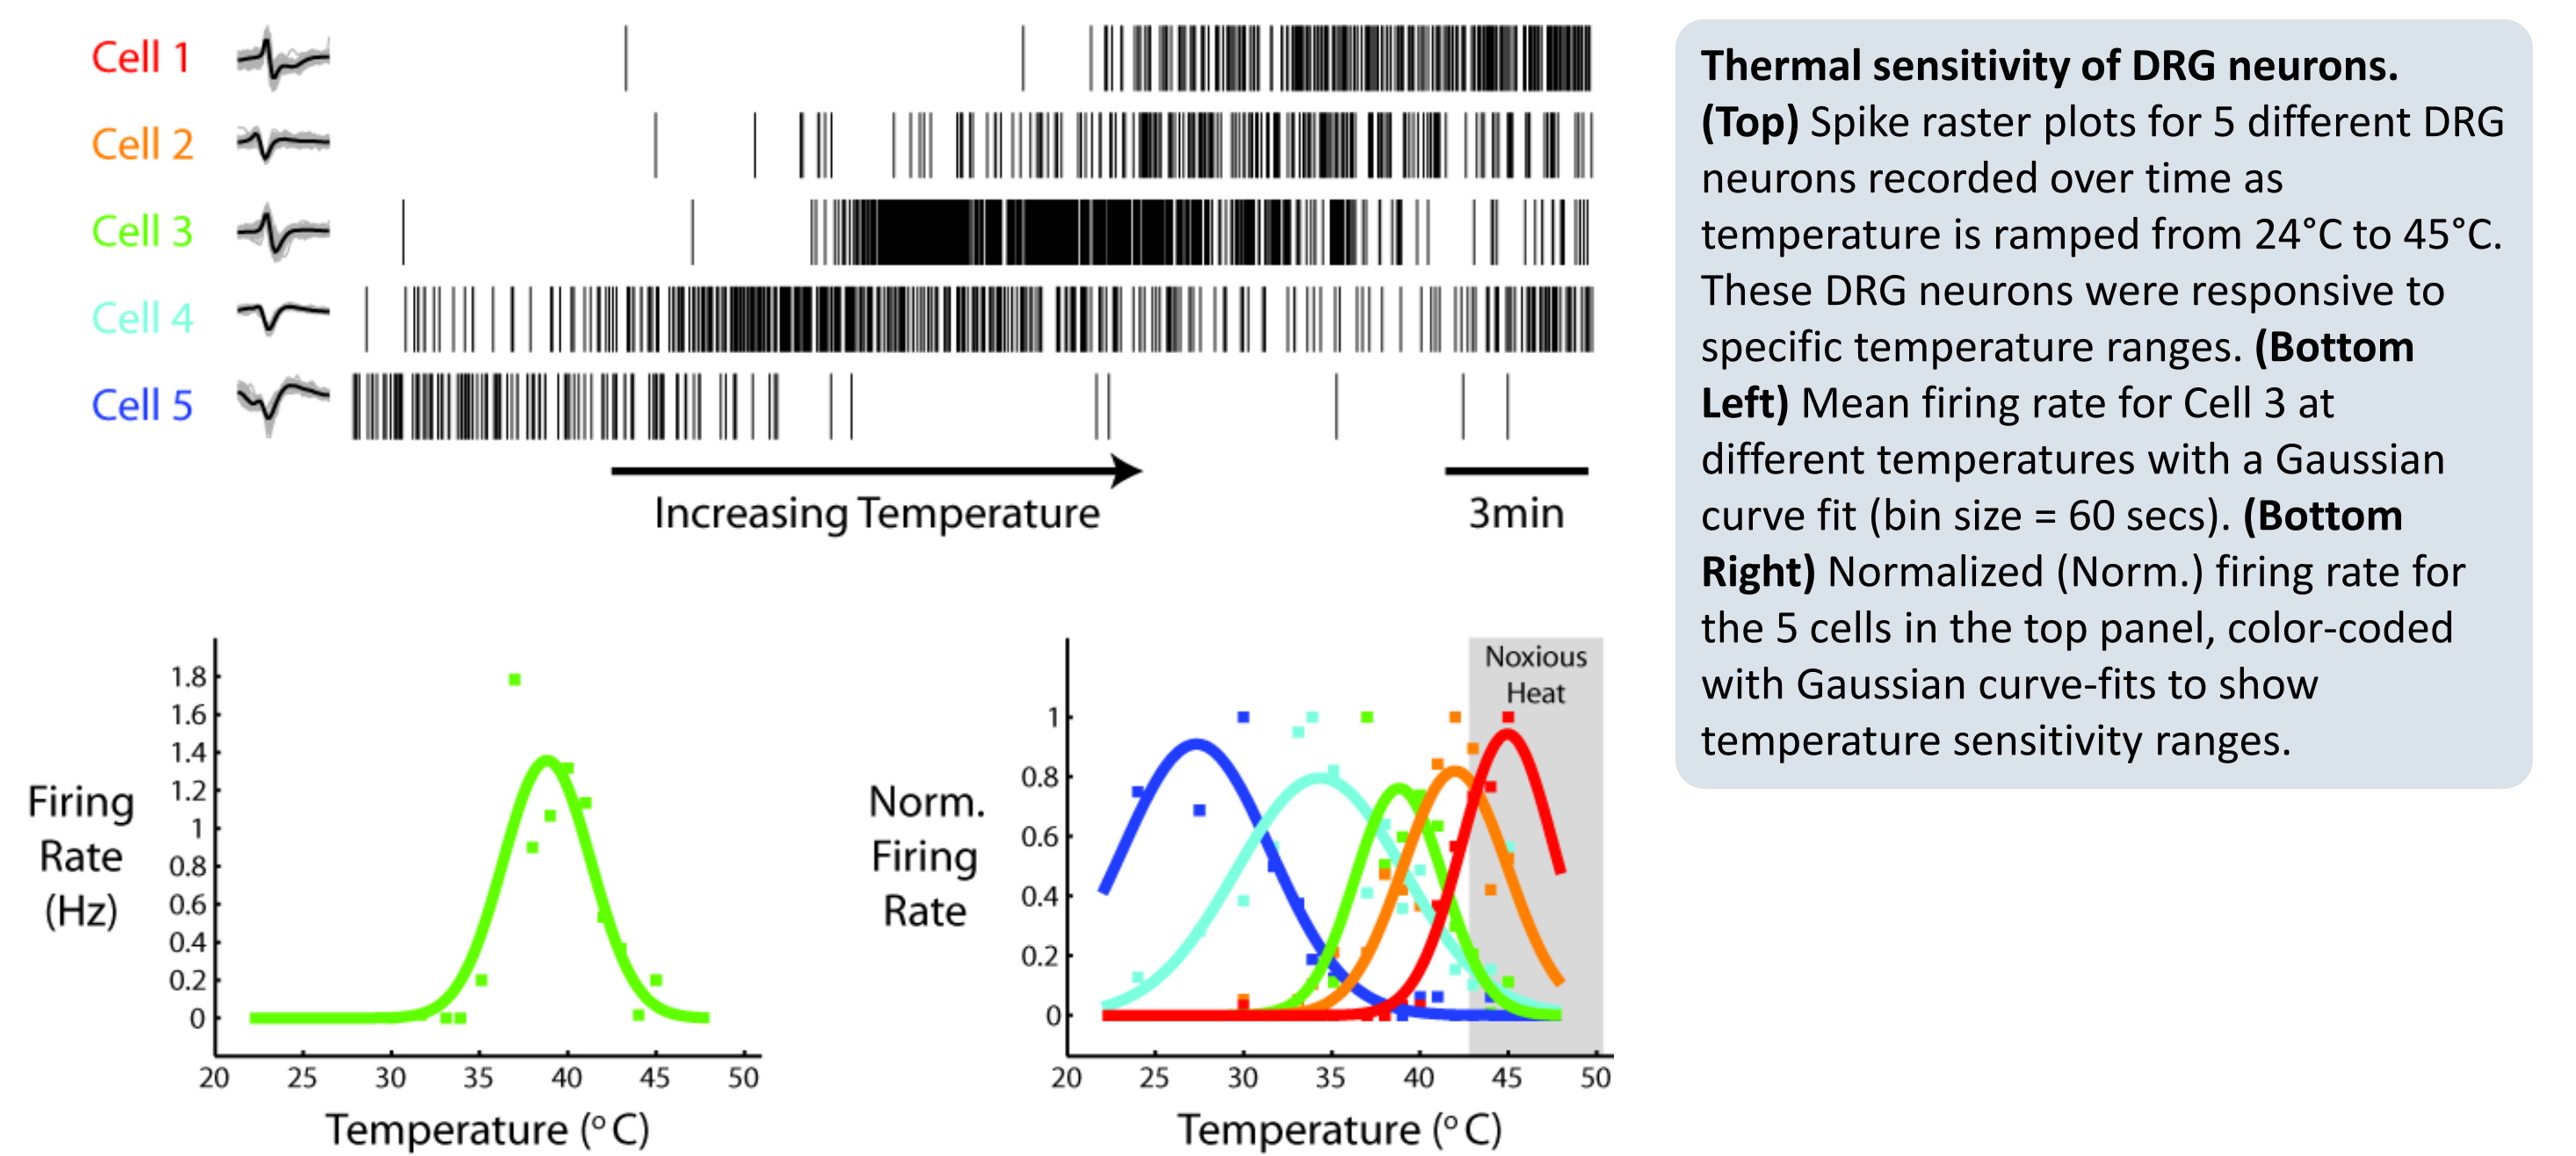 Cell 1
Cell 2
Cell 3
Cell 4
Cell 5
Increasing Temperature
3min
Thermal sensitivity of DRG neurons.
(Top) Spike raster plots for 5 different DRG
neurons recorded over time as
temperature is ramped from 24°C to 45°C.
These DRG neurons were responsive to
specific temperature ranges. (Bottom
Left) Mean firing rate for Cell 3 at
different temperatures with a Gaussian
curve fit (bin size = 60 secs). (Bottom
Right) Normalized (Norm.) firing rate for
the 5 cells in the top panel, color-coded
with Gaussian curve-fits to show
temperature sensitivity ranges.
Firing
Rate
(Hz)
1.8
1.6
1.4
1.2
1
0.8
0.6
0.4
0.2
0
20 25 30 35 40 45 50
Temperature (°C)
Norm.
Firing
Rate
1
0.8
0.6
0.4
0.2
0
Noxious
Heat
20 25 30 35 40 45 50
Temperature (°C)